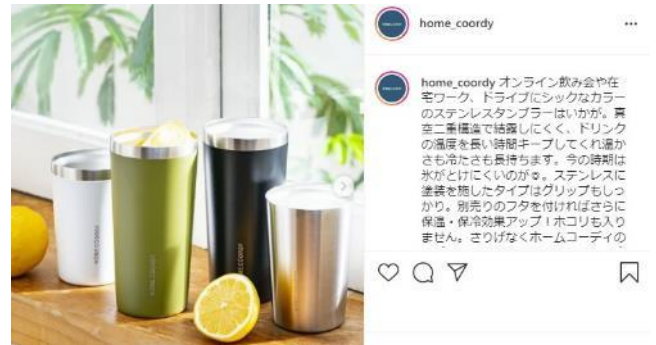 home_coordy
home_coordy オンライン飲み会や在
宅ワーク、ドライブにシックなカラー
のステンレスタンブラーはいかが。真
空二重構造で結露しにくく、ドリンク
の温度を長い時間キープしてくれ温か
さも冷たさも長持ちます。今の時期は
氷がとけにくいのが◎。ステンレスに
塗装を施したタイプはグリップもしっ
かり。別売りのフタを付ければさらに
保温・保冷効果アップ！ホコリも入り
ません。さりげなくホームコーディの
HOME COORDY
HOME COORDY